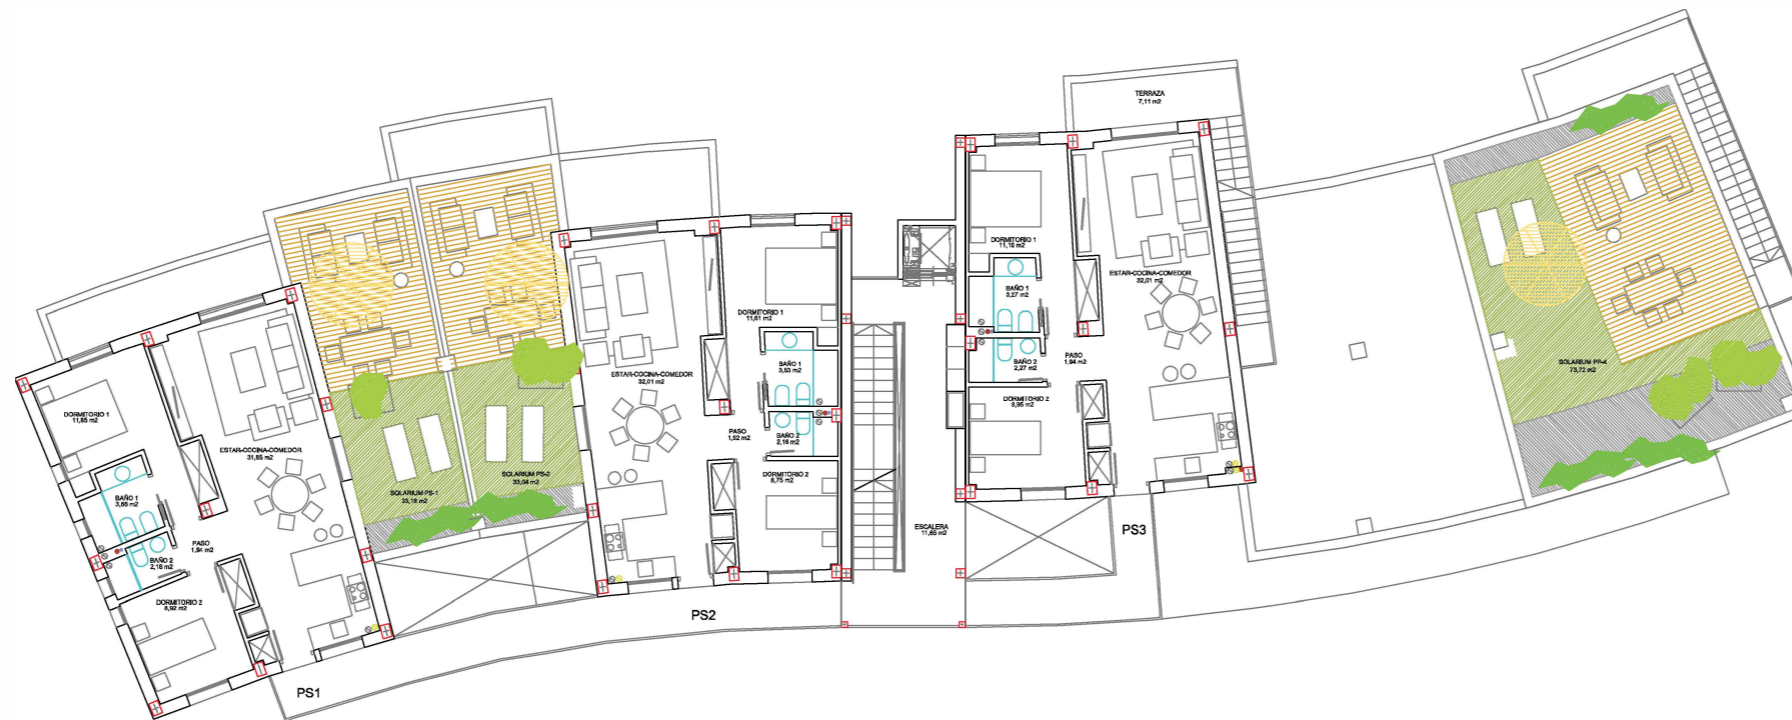 DORMITORIO 1
11,85 m2
BAÑO 1
3,65 m2
BAÑO 2
2,16 m2
DORMITORIO 2
8,92 m2
PASO
1,94 m2
ESTAR-COCINA-COMEDOR
31,85 m2
PS1
SOLARIUM PS-1
33,18 m2
SOLARIUM PS-2
33,04 m2
ESTAR-COCINA-COMEDOR
32,01 m2
DORMITORIO 1
11,61 m2
BAÑO 1
3,53 m2
BAÑO 2
2,16 m2
PASO
1,52 m2
DORMITORIO 2
8,75 m2
PS2
ESCALERA
11,65 m2
TERRAZA
7,11 m2
DORMITORIO 1
11,10 m2
BAÑO 1
3,27 m2
BAÑO 2
2,27 m2
PASO
1,94 m2
DORMITORIO 2
8,95 m2
ESTAR-COCINA-COMEDOR
32,01 m2
PS3
SOLARIUM PP-4
73,72 m2